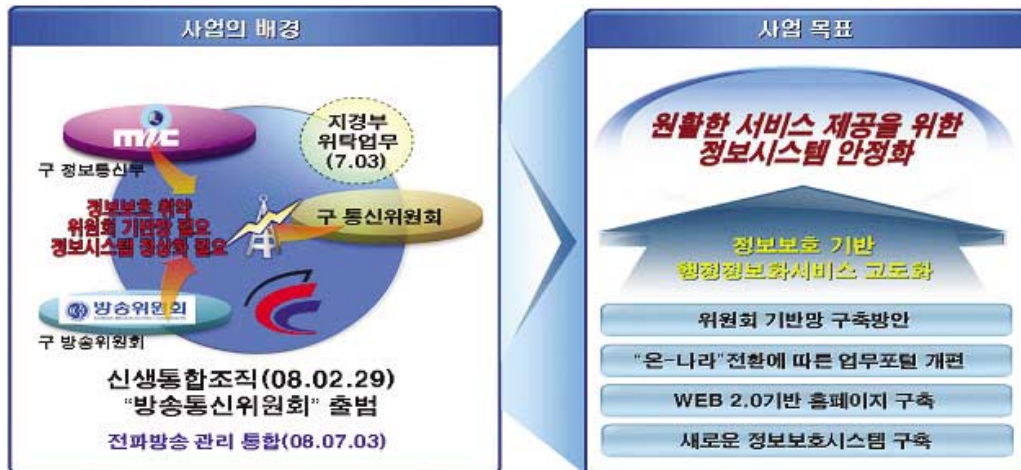 사업의 배경
mic
구 정보통신부
지경부
위탁업무
(7.03)
정보보호 취약
위원회 기반망 필요
정보시스템 정상화 필요
구 통신위원회
방송위원회
구 방송위원회
신생통합조직(08.02.29)
“방송통신위원회” 출범
전파방송 관리 통합(08.07.03)
사업 목표
원활한 서비스 제공을 위한
정보시스템 안정화
정보보호 기반
행정정보화서비스 고도화
위원회 기반망 구축방안
“온-나라”전환에 따른 업무포털 개편
WEB 2.0기반 홈페이지 구축
새로운 정보보호시스템 구축